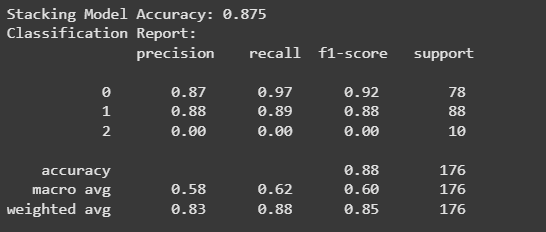 Stacking Model Accuracy: 0.875
Classification Report:
precision recall f1-score support
0 0.87 0.97 0.92 78
1 0.88 0.89 0.88 88
2 0.00 0.00 0.00 10
accuracy 0.88 176
macro avg 0.58 0.62 0.60 176
weighted avg 0.83 0.88 0.85 176